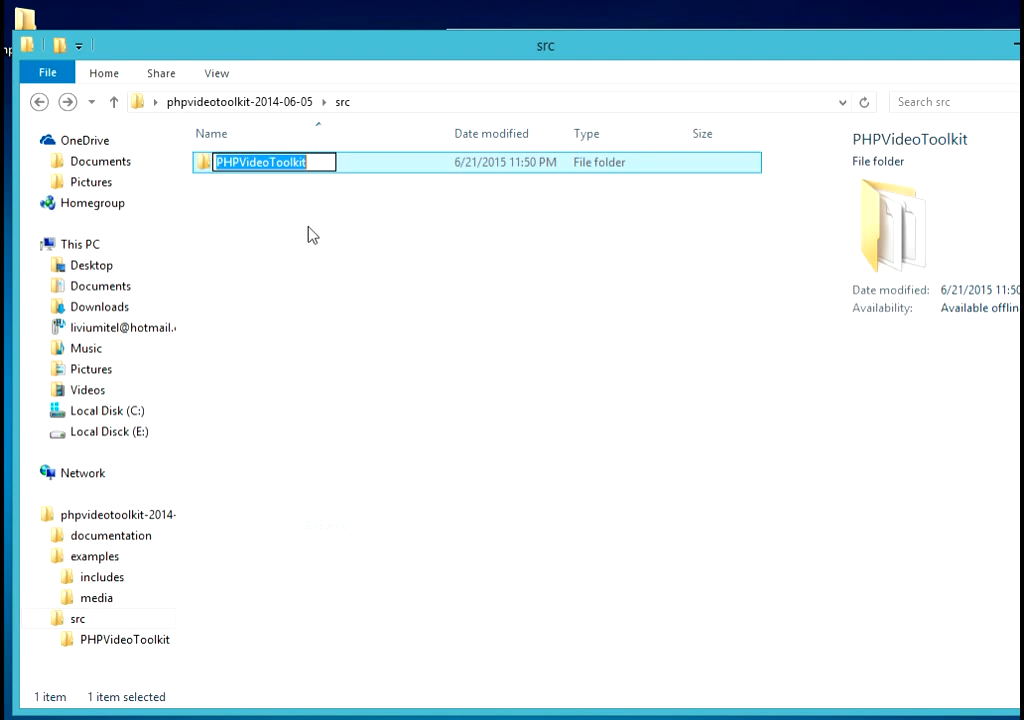 src
File
Home
Share
View
phpvideotoolkit-2014-06-05
src
Search src
Name
Date modified
Type
Size
PHPVideoToolkit
6/21/2015 11:50 PM
File folder
OneDrive
Documents
Pictures
Homegroup
This PC
Desktop
Documents
Downloads
liviumitel@hotmail.
Music
Pictures
Videos
Local Disk (C:)
Local Disck (E:)
Network
phpvideotoolkit-2014-
documentation
examples
includes
media
src
PHPVideoToolkit
PHPVideoToolkit
File folder
Date modified: 6/21/2015 11:50
Availability: Available offlin
1 item
1 item selected